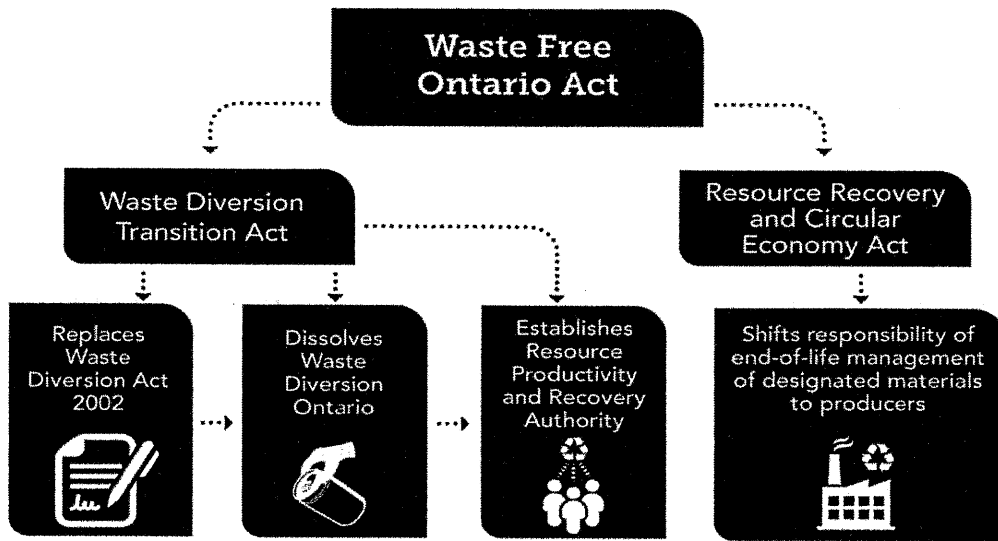 Waste Free
Ontario Act
Waste Diversion
Transition Act
Resource Recovery
and Circular
Economy Act
Replaces
Waste
Diversion Act
2002
Dissolves
Waste
Diversion
Ontario
Establishes
Resource
Productivity
and Recovery
Authority
Shifts responsibility of
end-of-life management
of designated materials
to producers